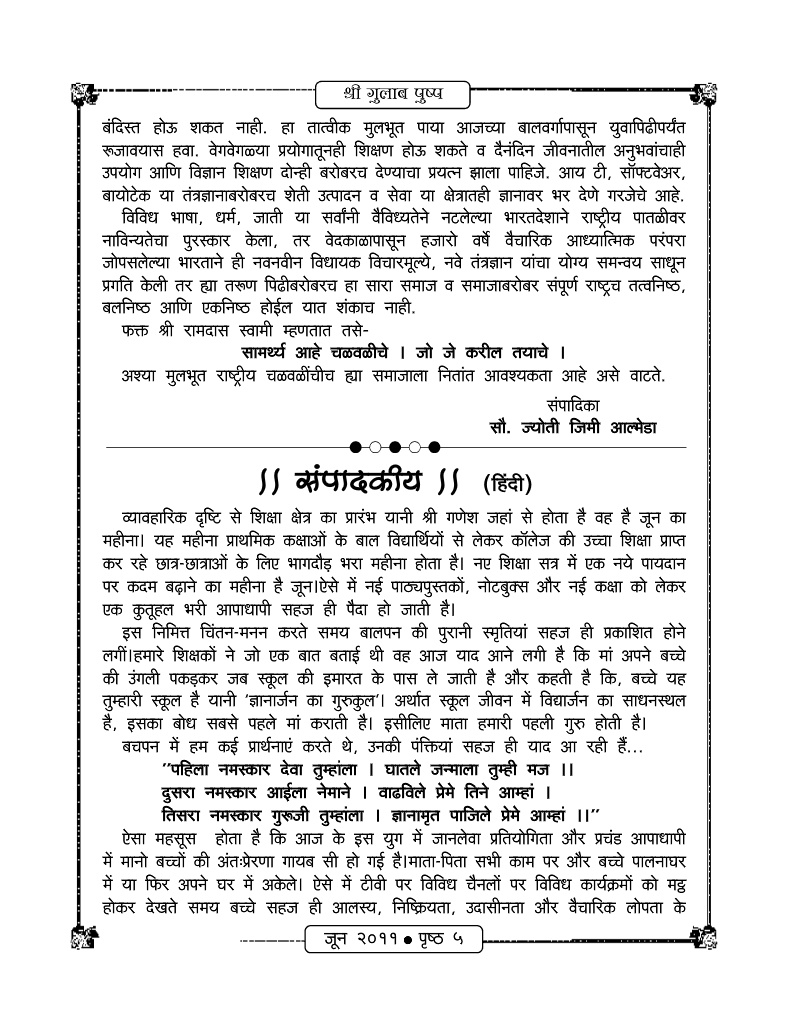 श्री गुलाब पुष्प
बंदिस्त होऊ शकत नाही. हा तात्वीक मुलभूत पाया आजच्या बालवर्गापासून युवापिढीपर्यंत
रूजावयास हवा. वेगवेगळ्या प्रयोगातूनही शिक्षण होऊ शकते व दैनंदिन जीवनातील अनुभवांचाही
उपयोग आणि विज्ञान शिक्षण दोन्ही बरोबरच देण्याचा प्रयत्न झाला पाहिजे. आय टी, सॉफ्टवेअर,
बायोटेक या तंत्रज्ञानाबरोबरच शेती उत्पादन व सेवा या क्षेत्रातही ज्ञानावर भर देणे गरजेचे आहे.
विविध भाषा, धर्म, जाती या सर्वांनी वैविध्यतेने नटलेल्या भारतदेशाने राष्ट्रीय पातळीवर
नाविन्यतेचा पुरस्कार केला, तर वेदकाळापासून हजारो वर्षे वैचारिक आध्यात्मिक परंपरा
जोपसलेल्या भारताने ही नवनवीन विधायक विचारमूल्ये, नवे तंत्रज्ञान यांचा योग्य समन्वय साधून
प्रगति केली तर ह्या तरूण पिढीबरोबरच हा सारा समाज व समाजाबरोबर संपूर्ण राष्ट्रच तत्वनिष्ठ,
बलनिष्ठ आणि एकनिष्ठ होईल यात शंकाच नाही.
फक्त श्री रामदास स्वामी म्हणतात तसे-
सामर्थ्य आहे चळवळीचे । जो जे करील तयाचे ।
अश्या मुलभूत राष्ट्रीय चळवळींचीच ह्या समाजाला नितांत आवश्यकता आहे असे वाटते.
संपादिका
सौ. ज्योती जिमी आल्मेडा
।। संपादकीय ।। (हिंदी)
व्यावहारिक दृष्टि से शिक्षा क्षेत्र का प्रारंभ यानी श्री गणेश जहां से होता है वह है जून का
महीना। यह महीना प्राथमिक कक्षाओं के बाल विद्यार्थियों से लेकर कॉलेज की उच्चा शिक्षा प्राप्त
कर रहे छात्र-छात्राओं के लिए भागदौड़ भरा महीना होता है। नए शिक्षा सत्र में एक नये पायदान
पर कदम बढ़ाने का महीना है जून।ऐसे में नई पाठ्यपुस्तकों, नोटबुक्स और नई कक्षा को लेकर
एक कुतूहल भरी आपाधापी सहज ही पैदा हो जाती है।
इस निमित्त चिंतन-मनन करते समय बालपन की पुरानी स्मृतियां सहज ही प्रकाशित होने
लगीं।हमारे शिक्षकों ने जो एक बात बताई थी वह आज याद आने लगी है कि मां अपने बच्चे
की उंगली पकड़कर जब स्कूल की इमारत के पास ले जाती है और कहती है कि, बच्चे यह
तुम्हारी स्कूल है यानी 'ज्ञानार्जन का गुरुकुल'। अर्थात स्कूल जीवन में विद्यार्जन का साधनस्थल
है, इसका बोध सबसे पहले मां कराती है। इसीलिए माता हमारी पहली गुरु होती है।
बचपन में हम कई प्रार्थनाएं करते थे, उनकी पंक्तियां सहज ही याद आ रही हैं...
''पहिला नमस्कार देवा तुम्हांला । घातले जन्माला तुम्ही मज ।।
दुसरा नमस्कार आईला नेमाने । वाढविले प्रेमे तिने आम्हां ।
तिसरा नमस्कार गुरूजी तुम्हांला । ज्ञानामृत पाजिले प्रेमे आम्हां ।।''
ऐसा महसूस होता है कि आज के इस युग में जानलेवा प्रतियोगिता और प्रचंड आपाधापी
में मानो बच्चों की अंतःप्रेरणा गायब सी हो गई है।माता-पिता सभी काम पर और बच्चे पालनाघर
में या फिर अपने घर में अकेले। ऐसे में टीवी पर विविध चैनलों पर विविध कार्यक्रमों को मठ्ठ
होकर देखते समय बच्चे सहज ही आलस्य, निष्क्रियता, उदासीनता और वैचारिक लोपता के
जून २०११ ● पृष्ठ ५